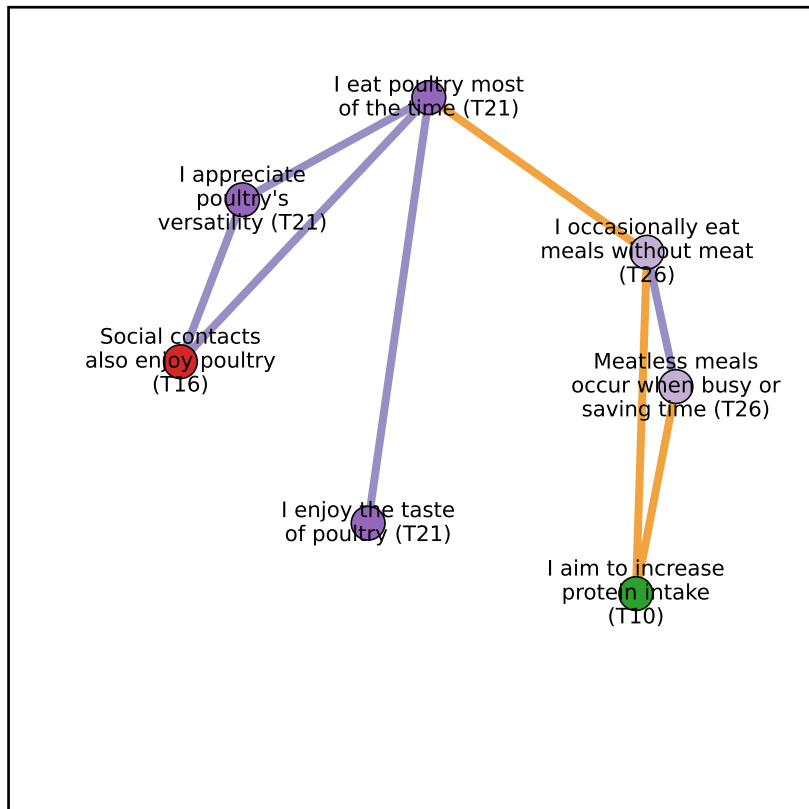 I eat poultry most
of the time (T21)
I appreciate
poultry's
versatility (T21)
I occasionally eat
meals without meat
(T26)
Social contacts
also enjoy poultry
(T16)
Meatless meals
occur when busy or
saving time (T26)
I enjoy the taste
of poultry (T21)
I aim to increase
protein intake
(T10)